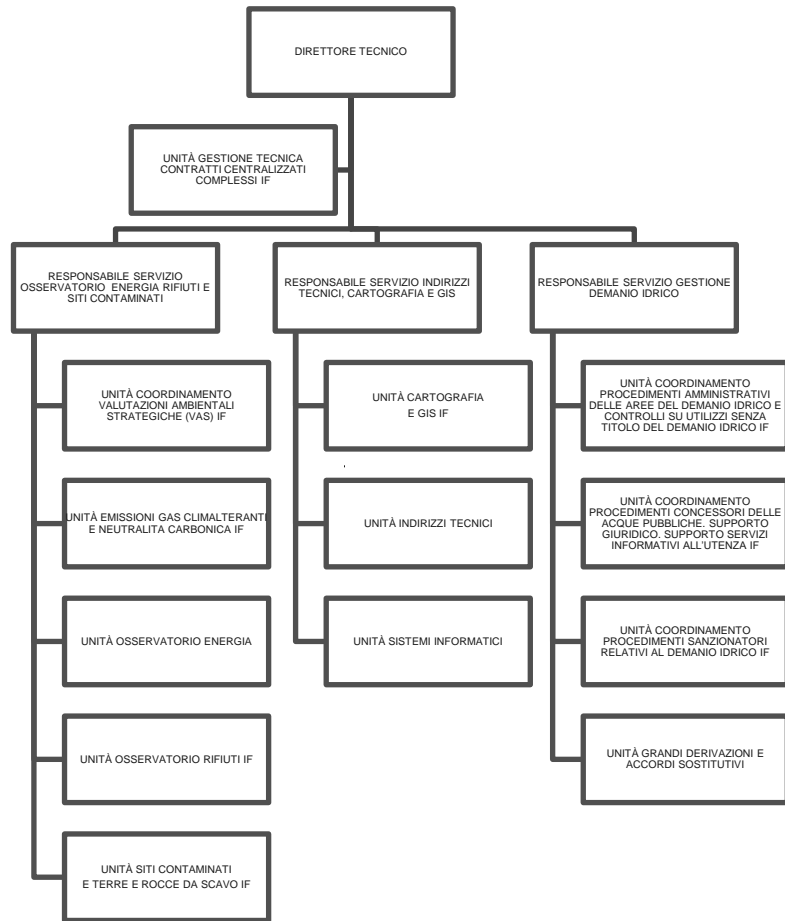 DIRETTORE TECNICO
UNITÀ GESTIONE TECNICA
CONTRATTI CENTRALIZZATI
COMPLESSI IF
RESPONSABILE SERVIZIO
OSSERVATORIO ENERGIA RIFIUTI E
SITI CONTAMINATI
UNITÀ COORDINAMENTO
VALUTAZIONI AMBIENTALI
STRATEGICHE (VAS) IF
UNITÀ EMISSIONI GAS CLIMALTERANTI
E NEUTRALITA CARBONICA IF
UNITÀ OSSERVATORIO ENERGIA
UNITÀ OSSERVATORIO RIFIUTI IF
UNITÀ SITI CONTAMINATI
E TERRE E ROCCE DA SCAVO IF
RESPONSABILE SERVIZIO INDIRIZZI
TECNICI, CARTOGRAFIA E GIS
UNITÀ CARTOGRAFIA
E GIS IF
UNITÀ INDIRIZZI TECNICI
UNITÀ SISTEMI INFORMATICI
RESPONSABILE SERVIZIO GESTIONE
DEMANIO IDRICO
UNITÀ COORDINAMENTO
PROCEDIMENTI AMMINISTRATIVI
DELLE AREE DEL DEMANIO IDRICO E
CONTROLLI SU UTILIZZI SENZA
TITOLO DEL DEMANIO IDRICO IF
UNITÀ COORDINAMENTO
PROCEDIMENTI CONCESSORI DELLE
ACQUE PUBBLICHE. SUPPORTO
GIURIDICO. SUPPORTO SERVIZI
INFORMATIVI ALL'UTENZA IF
UNITÀ COORDINAMENTO
PROCEDIMENTI SANZIONATORI
RELATIVI AL DEMANIO IDRICO IF
UNITÀ GRANDI DERIVAZIONI E
ACCORDI SOSTITUTIVI